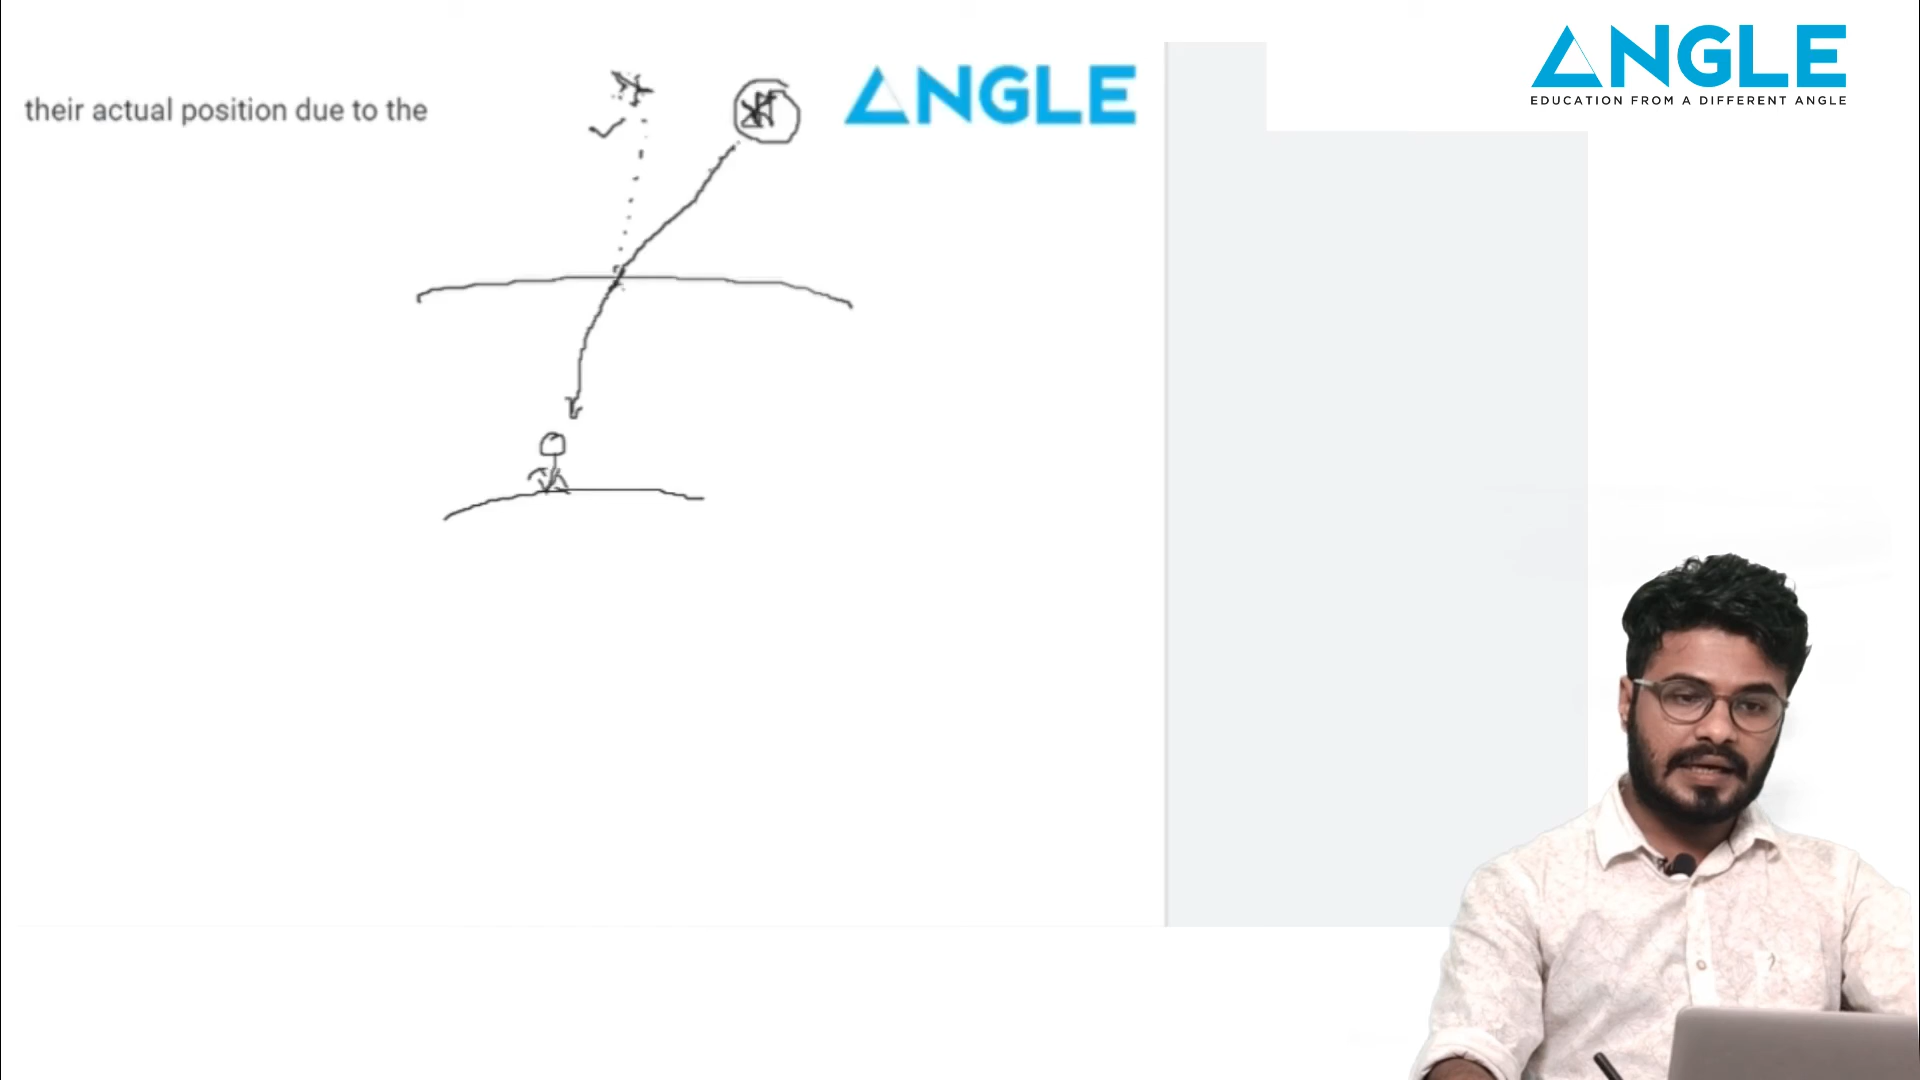 their actual position due to the
ANGLE
ANGLE
EDUCATION FROM A DIFFERENT ANGLE